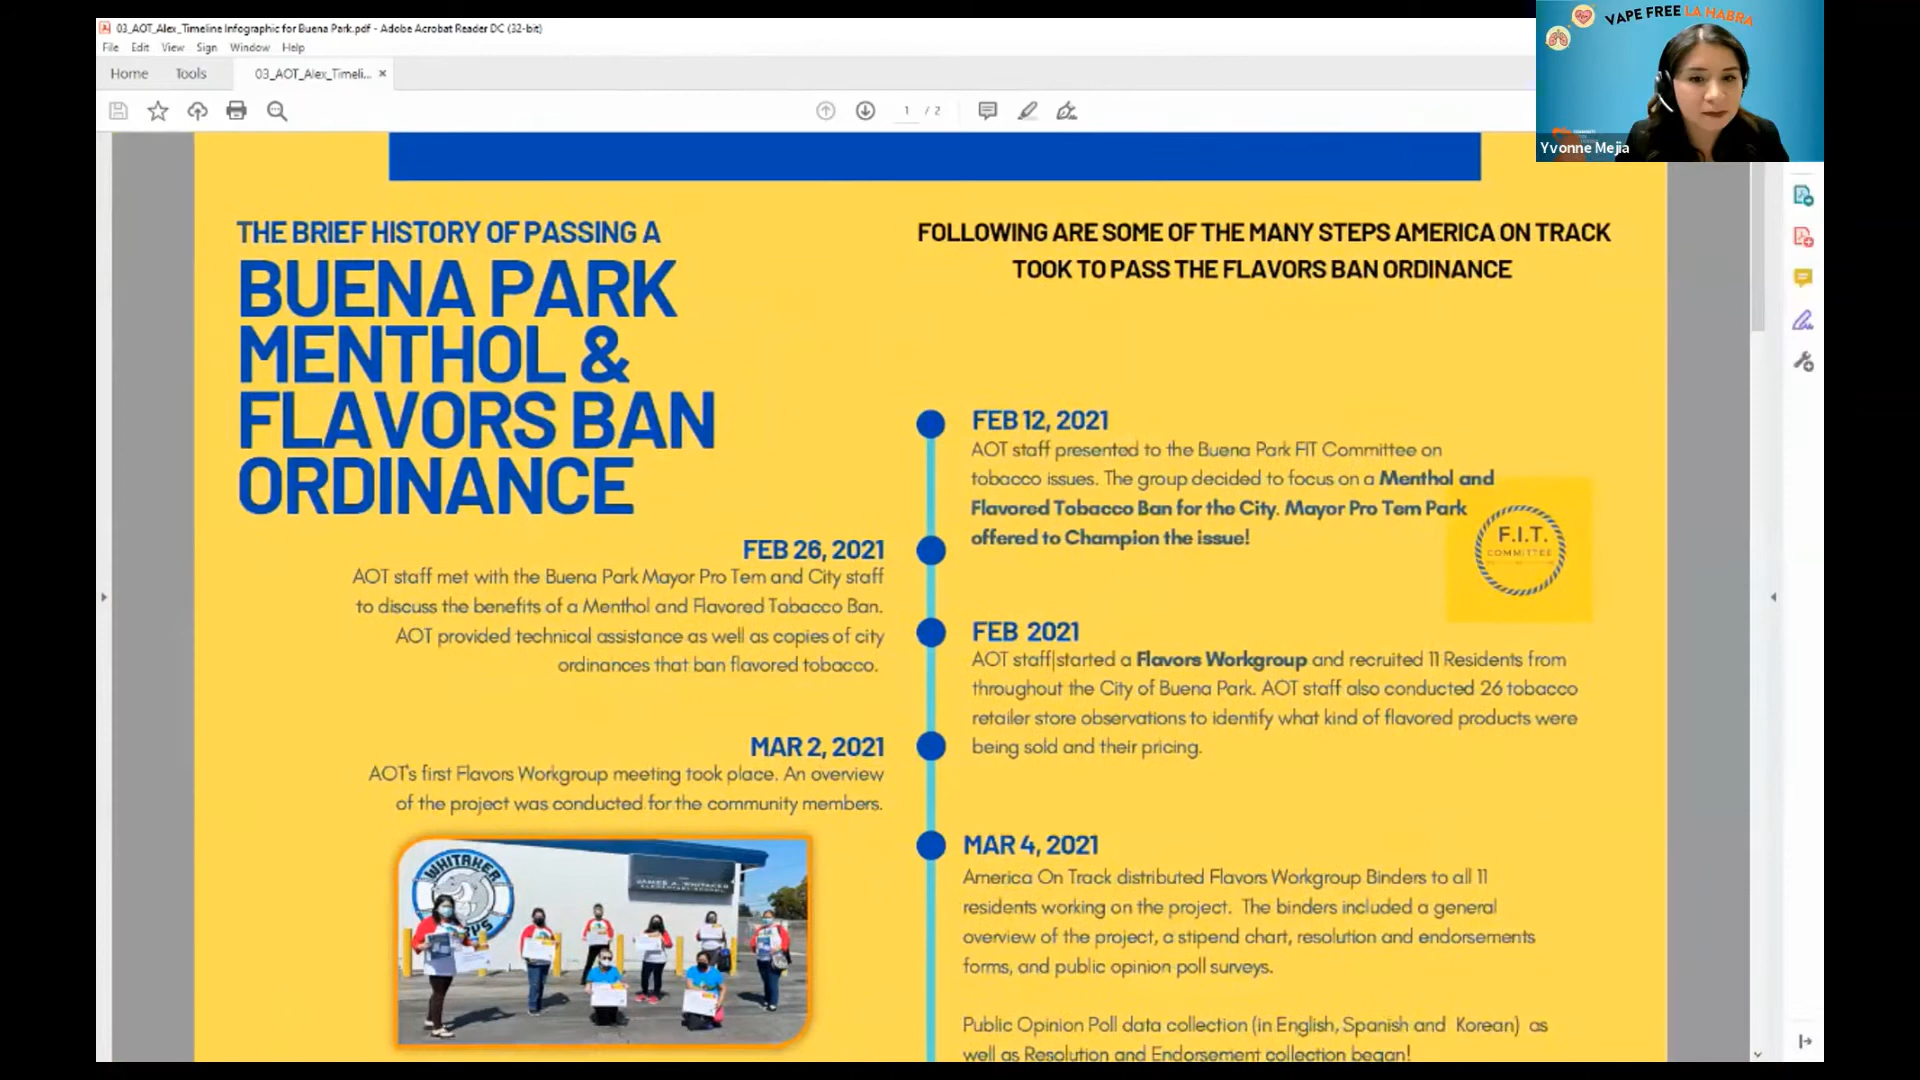 03_AOT_Alex_Timeline Infographic for Buena Park.pdf - Adobe Acrobat Reader DC (32-bit)
File Edit View Sign Window Help
Home Tools 03_AOT_Alex_Timeli... ×
1 / 2
VAPE FREE LA HABRA
Yvonne Mejia
THE BRIEF HISTORY OF PASSING A
BUENA PARK
MENTHOL &
FLAVORS BAN
ORDINANCE
FOLLOWING ARE SOME OF THE MANY STEPS AMERICA ON TRACK
TOOK TO PASS THE FLAVORS BAN ORDINANCE
FEB 12, 2021
AOT staff presented to the Buena Park FIT Committee on
tobacco issues. The group decided to focus on a Menthol and
Flavored Tobacco Ban for the City. Mayor Pro Tem Park
offered to Champion the issue!
F.I.T.
COMMITTEE
FEB 26, 2021
AOT staff met with the Buena Park Mayor Pro Tem and City staff
to discuss the benefits of a Menthol and Flavored Tobacco Ban.
AOT provided technical assistance as well as copies of city
ordinances that ban flavored tobacco.
FEB 2021
AOT staff started a Flavors Workgroup and recruited 11 Residents from
throughout the City of Buena Park. AOT staff also conducted 26 tobacco
retailer store observations to identify what kind of flavored products were
being sold and their pricing.
MAR 2, 2021
AOT's first Flavors Workgroup meeting took place. An overview
of the project was conducted for the community members.
WHITAKER
JAMES A. WHITAKER
ELEMENTARY SCHOOL
MAR 4, 2021
America On Track distributed Flavors Workgroup Binders to all 11
residents working on the project. The binders included a general
overview of the project, a stipend chart, resolution and endorsements
forms, and public opinion poll surveys.
Public Opinion Poll data collection (in English, Spanish and Korean) as
well as Resolution and Endorsement collection began!